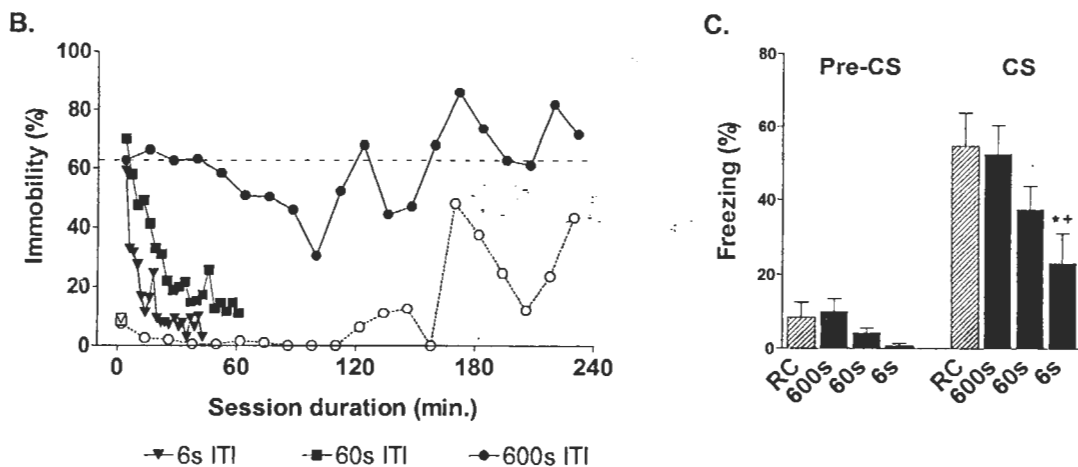 B.
100
80
60
40
20
0
Immobility (%)
0 60 120 180 240
Session duration (min.)
6s ITI 60s ITI 600s ITI
C.
80
60
40
20
0
Freezing (%)
Pre-CS CS
*+
RC 600s 60s 6s RC 600s 60s 6s